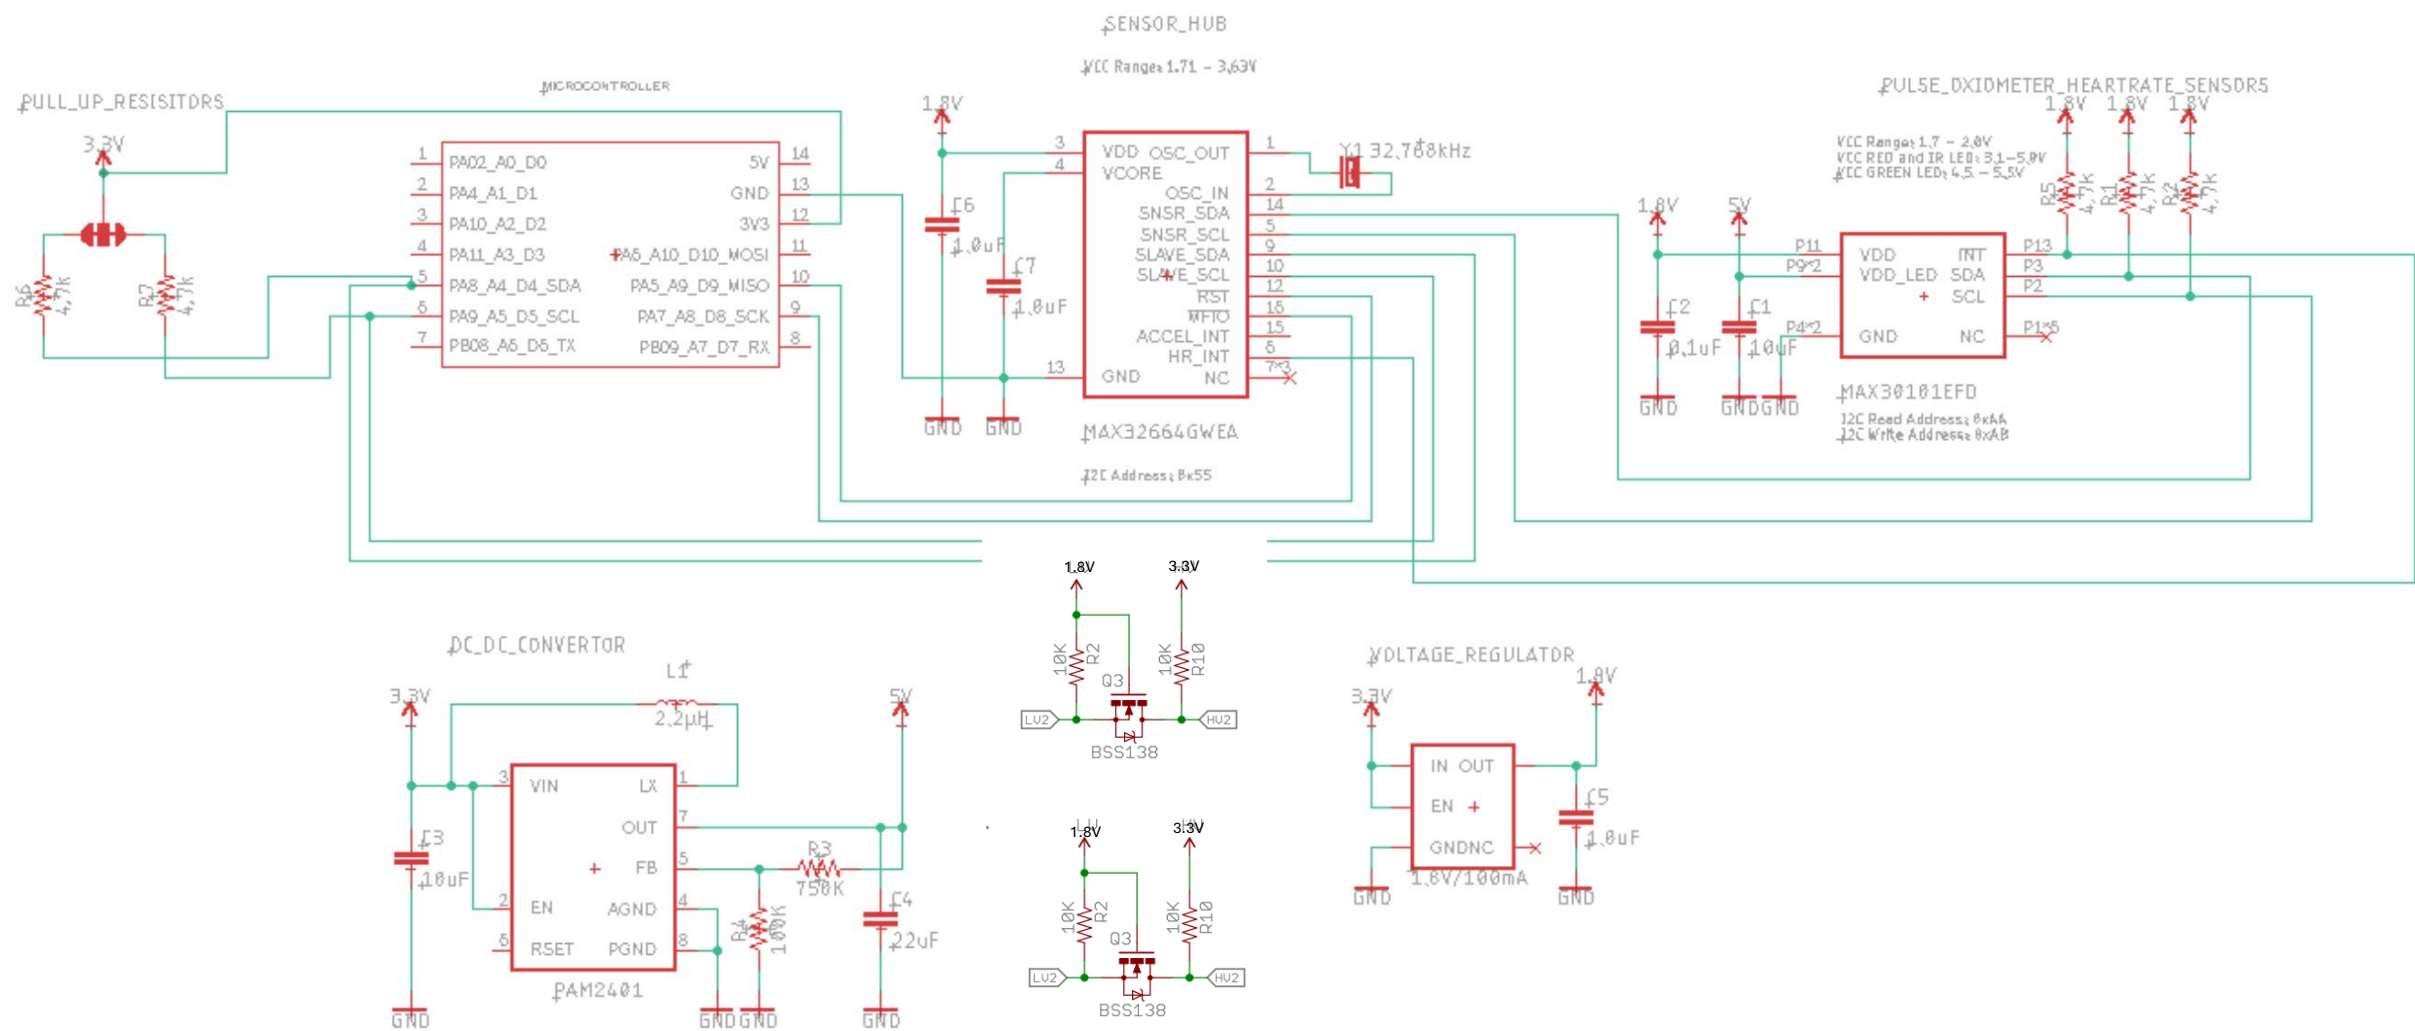 SENSOR_HUB
VCC Range: 1.71 - 3.63V
PULL_UP_RESISITORS
MICROCONTROLLER
PULSE_OXIOMETER_HEARTRATE_SENSORS
3.3V
1 PA02_A0_D0 5V 14
2 PA4_A1_D1 GND 13
3 PA10_A2_D2 3V3 12
4 PA11_A3_D3 PA6_A10_D10_MOSI 11
5 PA8_A4_D4_SDA PA5_A9_D9_MISO 10
6 PA9_A5_D5_SCL PA7_A8_D8_SCK 9
7 PB08_A6_D6_TX PB09_A7_D7_RX 8
R6 4.7K
R7 4.7K
1.8V
C6
1.0uF
C7
1.0uF
GND
GND
3 VDD OSC_OUT 1
4 VCORE
OSC_IN 2
SNSR_SDA 14
SNSR_SCL 5
SLAVE_SDA 9
SLAVE_SCL 10
RST 12
MFIO 16
ACCEL_INT 15
HR_INT 6
13 GND NC 7*3
MAX32664GWEA
I2C Address: 0x55
Y1 32.768kHz
VCC Range: 1.7 - 2.0V
VCC RED and IR LED: 3.1-5.0V
VCC GREEN LED: 4.5 - 5.5V
1.8V 1.8V 1.8V
R5 4.7K
R1 4.7K
R2 4.7K
1.8V 5V
C2
0.1uF
C1
10uF
GND GND GND
P11 VDD INT P13
P9*2 VDD_LED SDA P3
SCL P2
P4*2 GND NC P1*5
MAX30101EFD
I2C Read Address: 0xAA
I2C Write Address: 0xAB
1.8V 3.3V
10K R2
10K R10
Q3
LV2 HV2
BSS138
DC_DC_CONVERTOR
L1
2.2µH
3.3V 5V
3 VIN LX 1
OUT 7
FB 5
2 EN AGND 4
6 RSET PGND 8
PAM2401
C3
10uF
R3
750K
R4 100K
C4
22uF
GND GND GND GND
1.8V 3.3V
10K R2
10K R10
Q3
LV2 HV2
BSS138
VOLTAGE_REGULATOR
3.3V 1.8V
IN OUT
EN
GND NC
1.8V/100mA
C5
1.0uF
GND GND